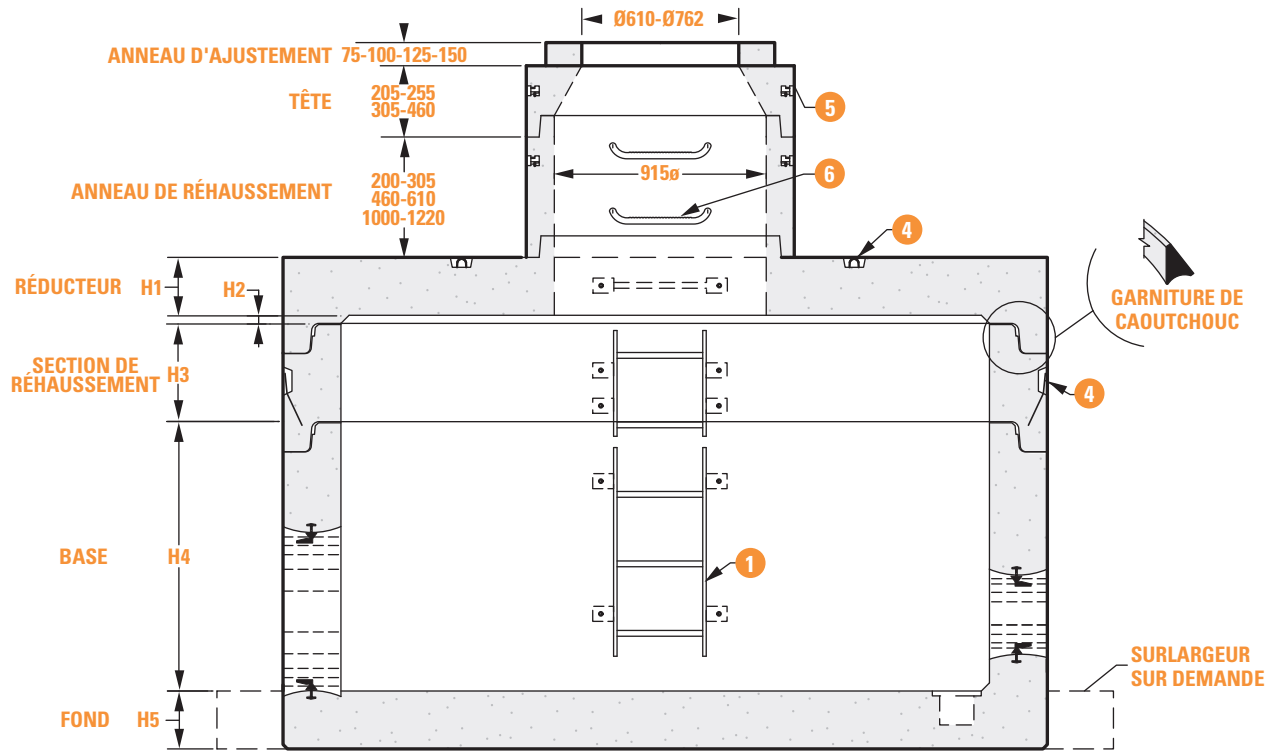 Ø610-Ø762
ANNEAU D'AJUSTEMENT 75-100-125-150
TÊTE
205-255
305-460
5
ANNEAU DE RÉHAUSSEMENT
200-305
460-610
1000-1220
915ø
6
4
RÉDUCTEUR H1
H2
GARNITURE DE
CAOUTCHOUC
SECTION DE
RÉHAUSSEMENT H3
4
BASE H4
1
SURLARGEUR
SUR DEMANDE
FOND H5